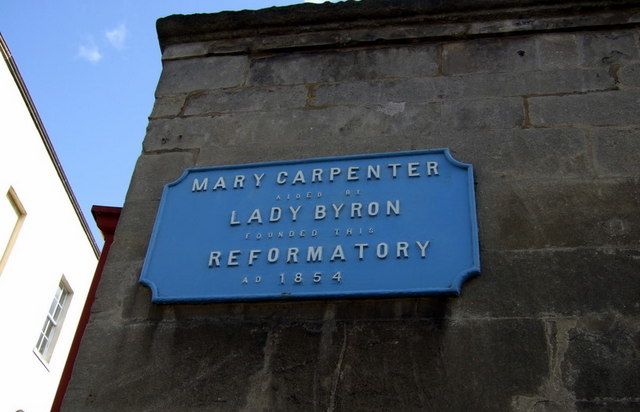 MARY CARPENTER
AIDED BY
LADY BYRON
FOUNDED THIS
REFORMATORY
AD 1854